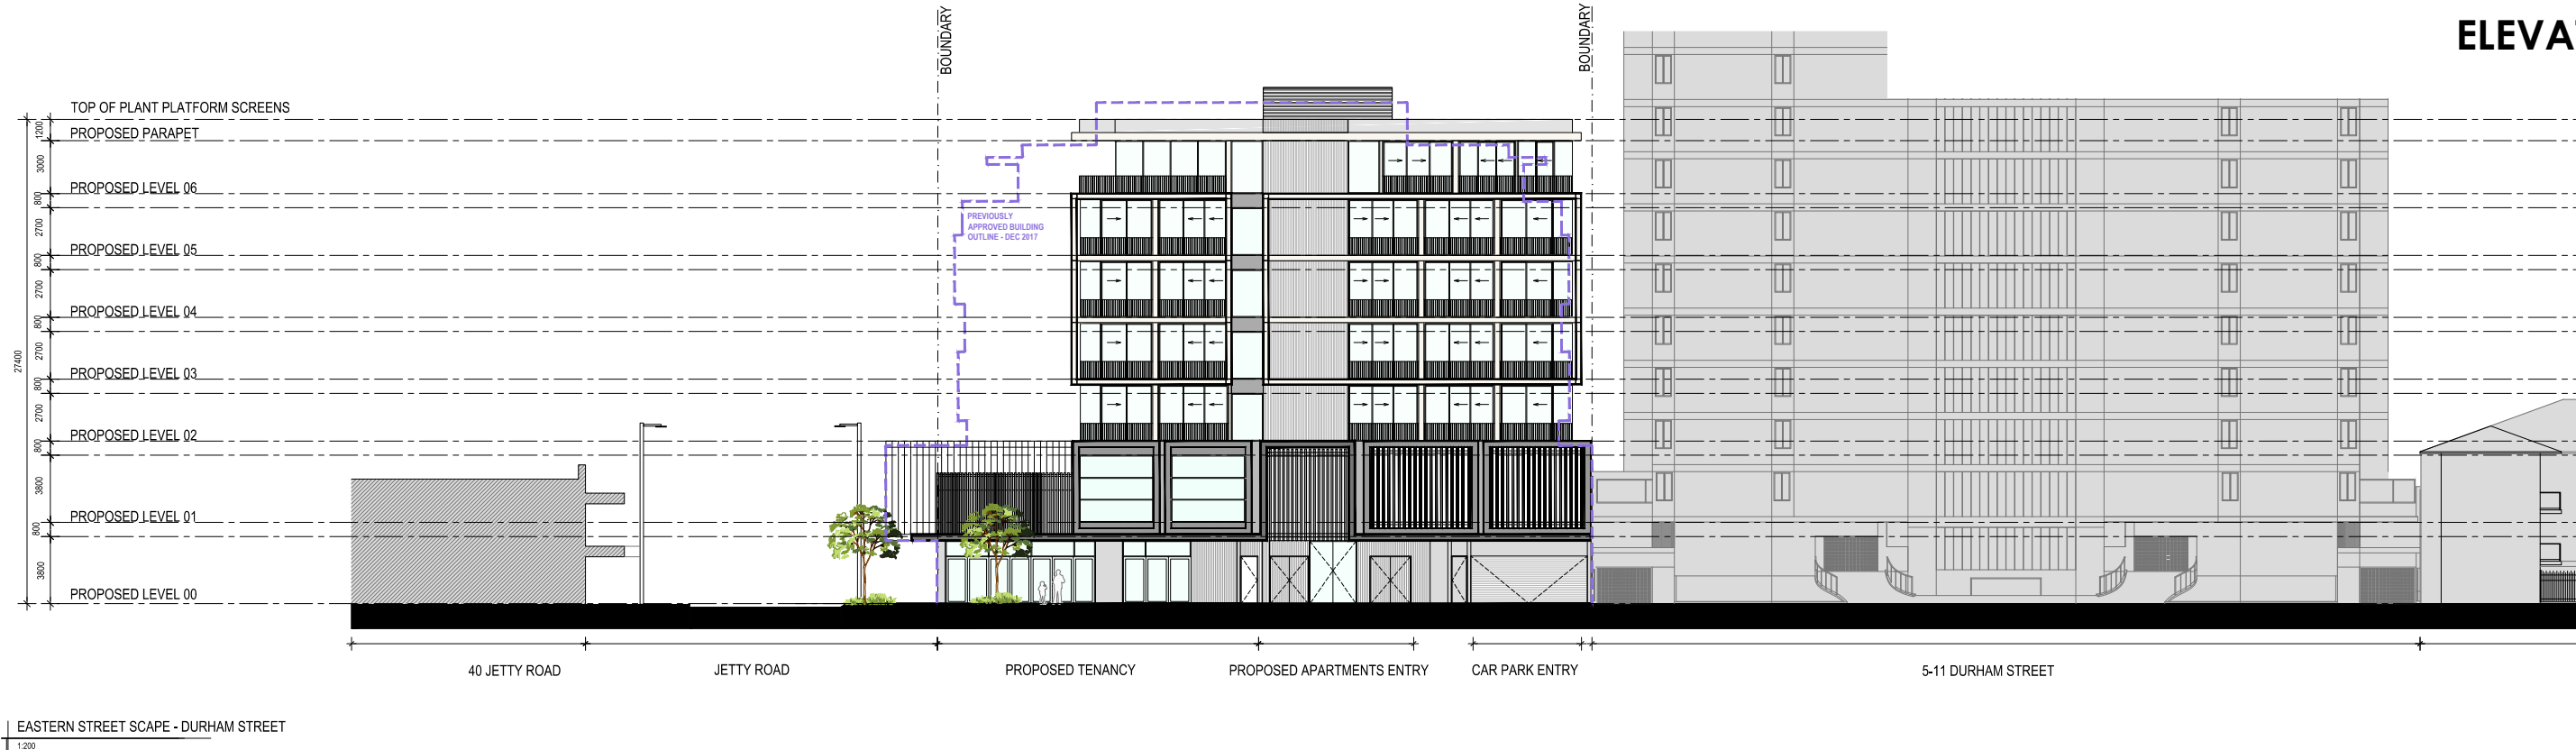 BOUNDARY
BOUNDARY
ELEVA
TOP OF PLANT PLATFORM SCREENS
1200
PROPOSED PARAPET
3000
PROPOSED LEVEL 06
800
2700
PREVIOUSLY
APPROVED BUILDING
OUTLINE - DEC 2017
PROPOSED LEVEL 05
800
2700
PROPOSED LEVEL 04
800
2700
27400
PROPOSED LEVEL 03
800
2700
PROPOSED LEVEL 02
800
3800
PROPOSED LEVEL 01
800
3800
PROPOSED LEVEL 00
40 JETTY ROAD
JETTY ROAD
PROPOSED TENANCY
PROPOSED APARTMENTS ENTRY
CAR PARK ENTRY
5-11 DURHAM STREET
EASTERN STREET SCAPE - DURHAM STREET
1:200